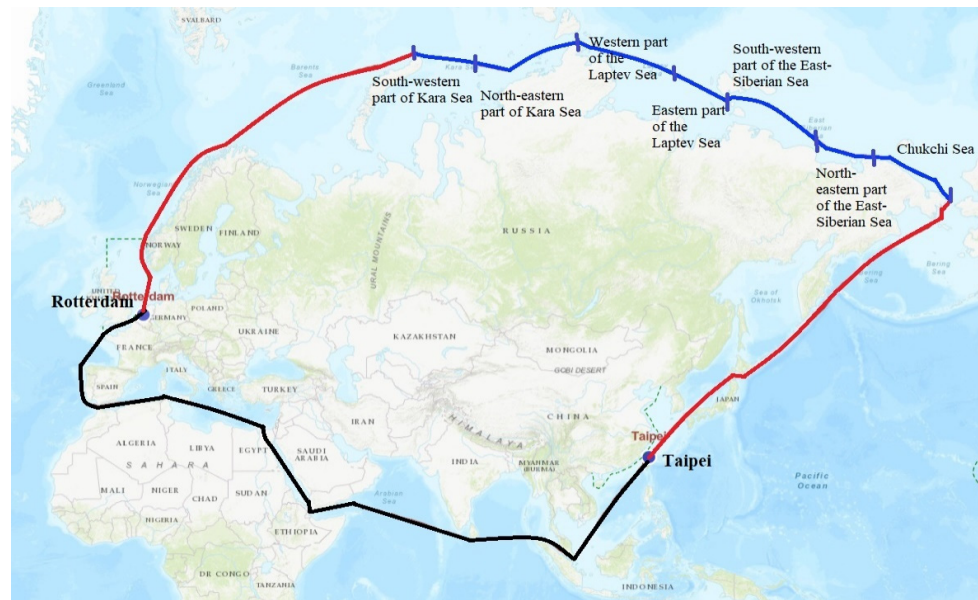 SVALBARD
Greenland
Sea
Barents
Sea
Kara Sea
Western part
of the
Laptev Sea
South-western
part of the East-
Siberian Sea
South-western
part of Kara Sea
North-eastern
part of Kara Sea
Eastern part
of the
Laptev Sea
East
Chukchi Sea
North-
eastern part
of the East-
Siberian Sea
Norwegian
Sea
SWEDEN
FINLAND
NORWAY
RUSSIA
URAL MOUNTAINS
Sea of
Okhotsk
Bering
Sea
UNITED
Rotterdam
Rotterdam
GERMANY
POLAND
UKRAINE
FRANCE
KAZAKHSTAN
MONGOLIA
GOBI DESERT
ITALY
SPAIN
GREECE
TURKEY
JAPAN
CHINA
IRAN
HIMALAYA
Taipei
Taipei
ALGERIA
LIBYA
EGYPT
SAUDI
ARABIA
SAHARA
INDIA
MYANMAR
(BURMA)
Pacific
Ocean
MALI
NIGER
CHAD
SUDAN
Arabian
Sea
NIGERIA
ETHIOPIA
DR CONGO
TANZANIA
INDONESIA